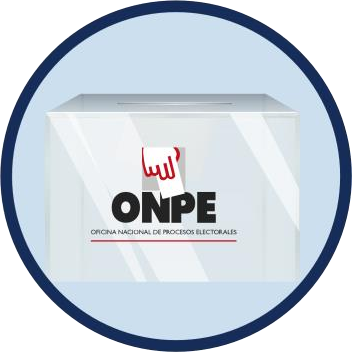 ONPE
OFICINA NACIONAL DE PROCESOS ELECTORALES